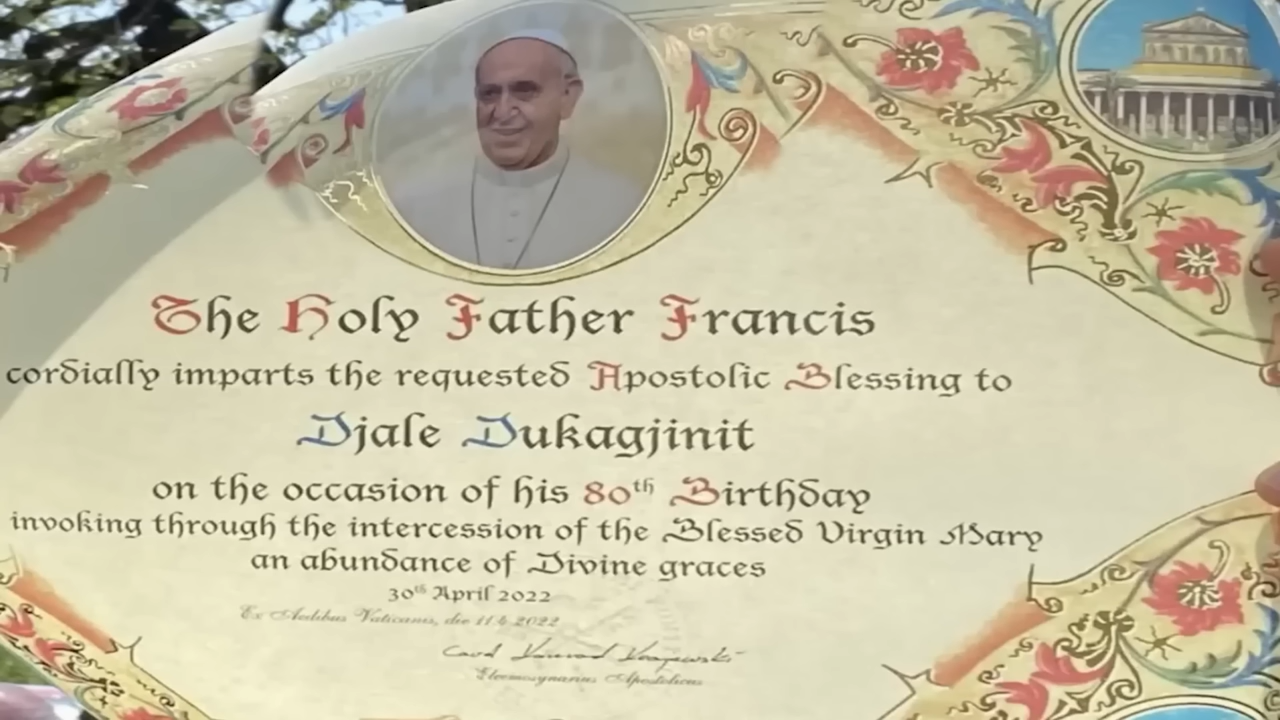 The Holy Father Francis
cordially imparts the requested Apostolic Blessing to
Djale Dukagjinit
on the occasion of his 80th Birthday
invoking through the intercession of the Blessed Virgin Mary
an abundance of Divine graces
30th April 2022
Ex Aedibus Vaticanis, die 11.4.2022
Elemosynarius Apostolicus